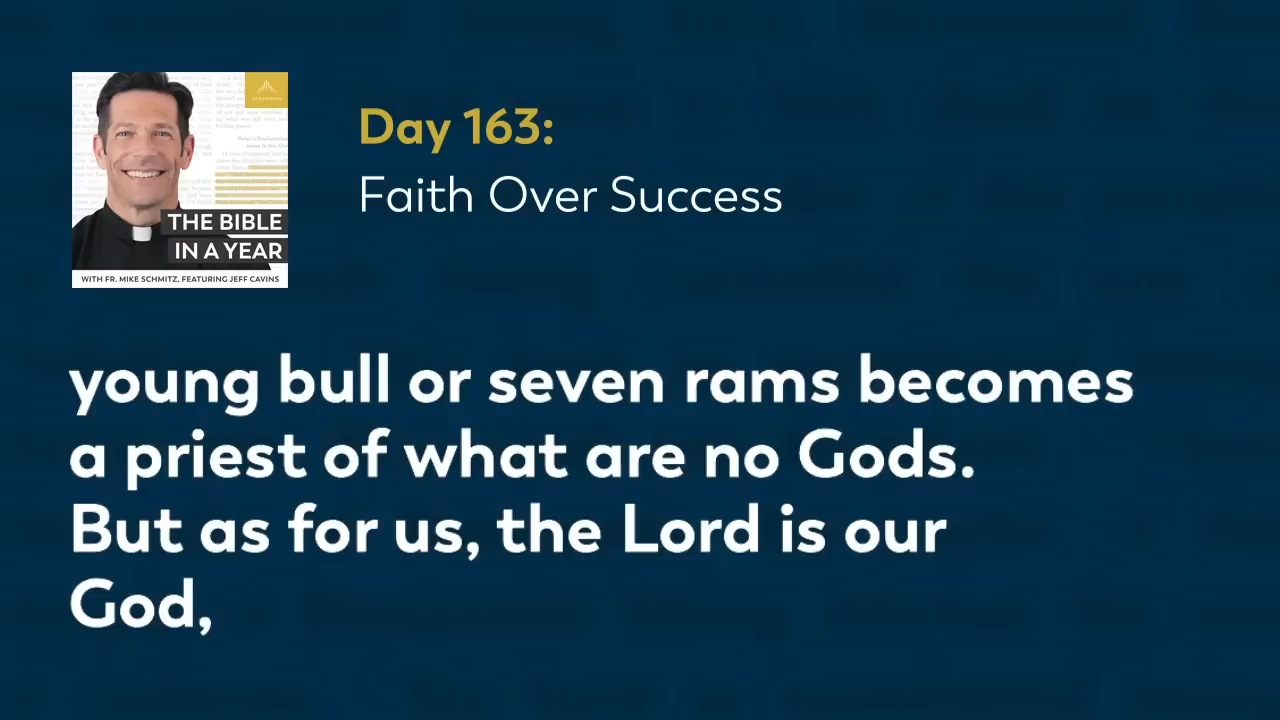 Day 163:
Faith Over Success
THE BIBLE
IN A YEAR
WITH FR. MIKE SCHMITZ, FEATURING JEFF CAVINS
young bull or seven rams becomes
a priest of what are no Gods.
But as for us, the Lord is our
God,